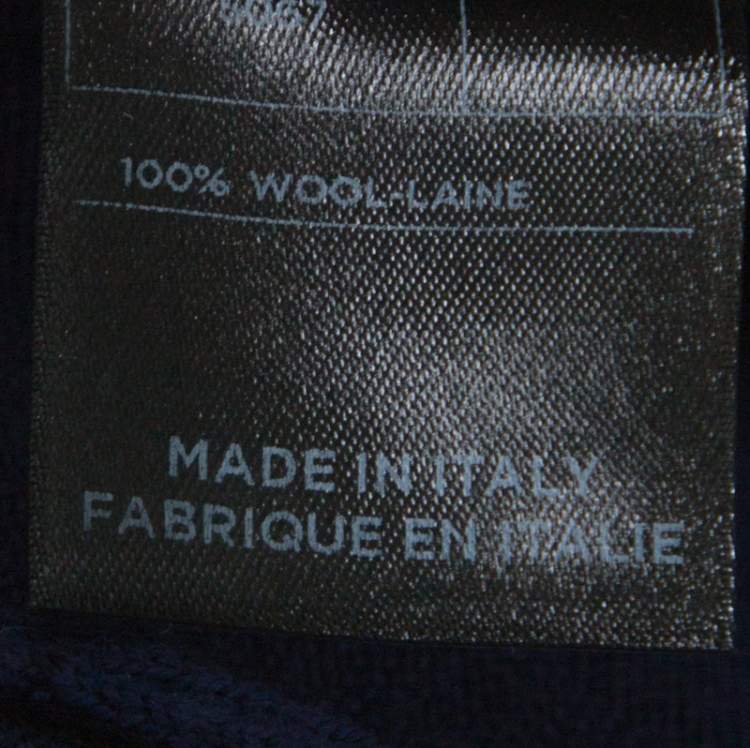 100% WOOL-LAINE
MADE IN ITALY
FABRIQUE EN ITALIE